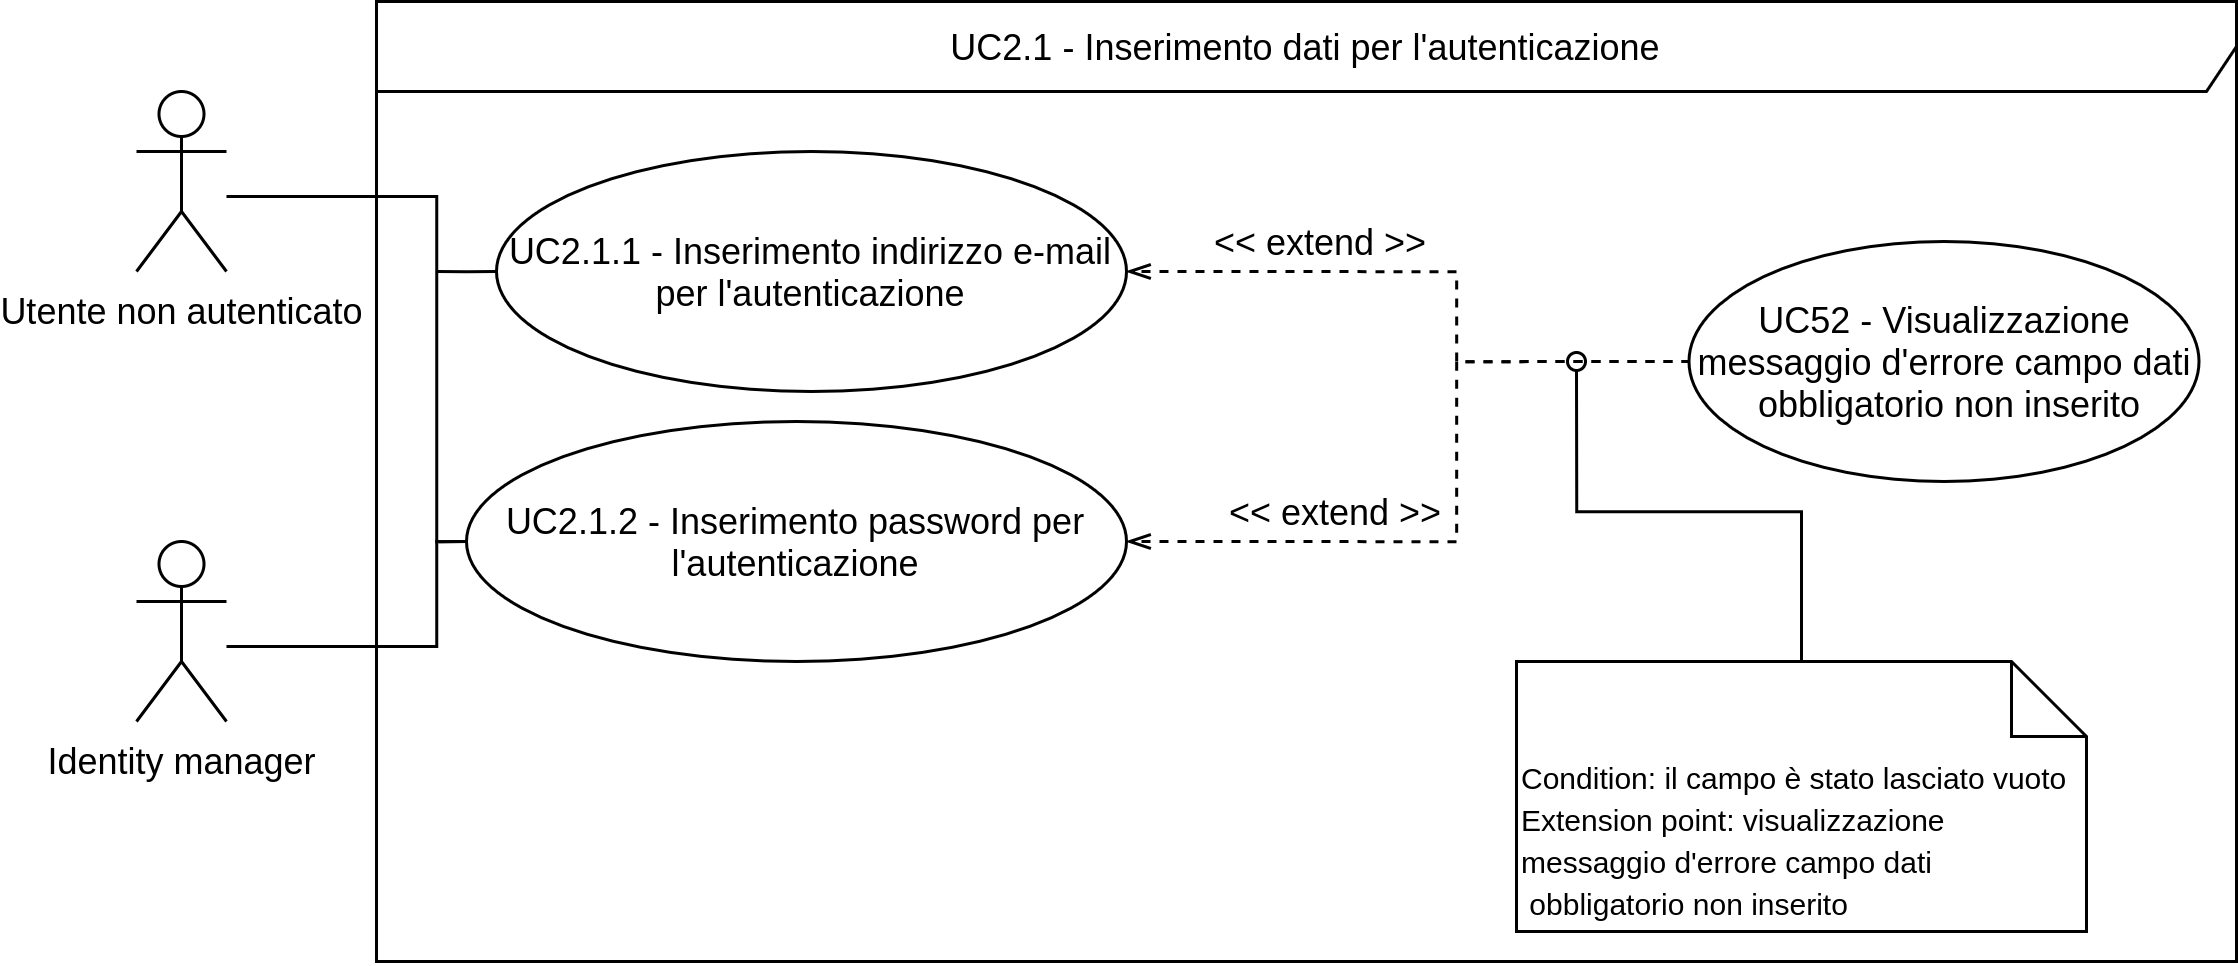 UC2.1 - Inserimento dati per l'autenticazione
Utente non autenticato
Identity manager
UC2.1.1 - Inserimento indirizzo e-mail
per l'autenticazione
<< extend >>
UC2.1.2 - Inserimento password per
l'autenticazione
<< extend >>
UC52 - Visualizzazione
messaggio d'errore campo dati
obbligatorio non inserito
Condition: il campo è stato lasciato vuoto
Extension point: visualizzazione
messaggio d'errore campo dati
obbligatorio non inserito